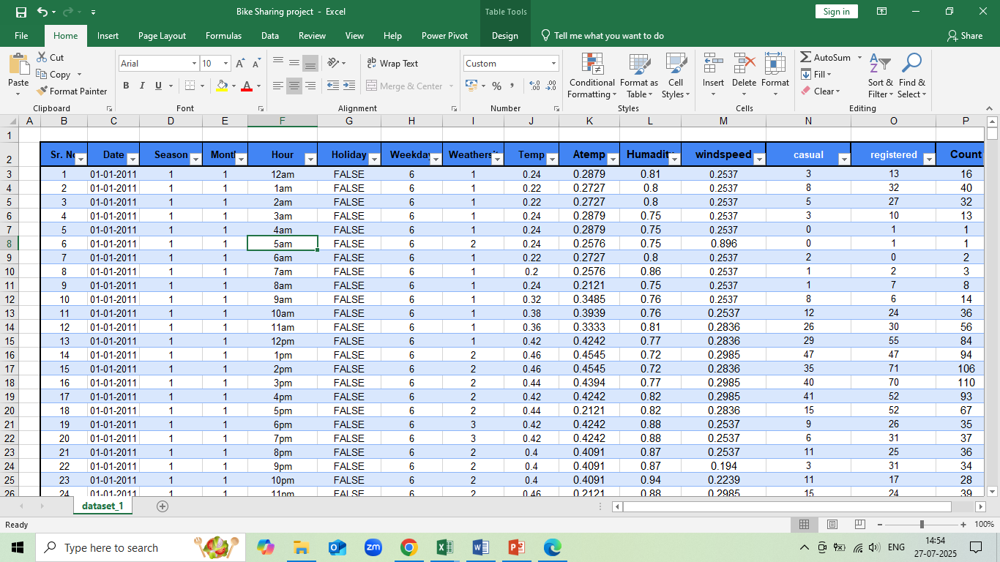 Bike Sharing project - Excel
Table Tools
Sign in
File Home Insert Page Layout Formulas Data Review View Help Power Pivot Design Tell me what you want to do Share
Paste
Cut
Copy
Format Painter
Clipboard
Arial 10 A A
B I U A
Font
Wrap Text
Merge & Center
Alignment
Custom
% ,
Number
Conditional Formatting
Format as Table
Cell Styles
Styles
Insert Delete Format
Cells
AutoSum
Fill
Clear
Sort & Filter
Find & Select
Editing
A B C D E F G H I J K L M N O P
1
2 Sr. No Date Season Month Hour Holiday Weekday Weathersit Temp Atemp Humidit windspeed casual registered Count
3 1 01-01-2011 1 1 12am FALSE 6 1 0.24 0.2879 0.81 0.2537 3 13 16
4 2 01-01-2011 1 1 1am FALSE 6 1 0.22 0.2727 0.8 0.2537 8 32 40
5 3 01-01-2011 1 1 2am FALSE 6 1 0.22 0.2727 0.8 0.2537 5 27 32
6 4 01-01-2011 1 1 3am FALSE 6 1 0.24 0.2879 0.75 0.2537 3 10 13
7 5 01-01-2011 1 1 4am FALSE 6 1 0.24 0.2879 0.75 0.2537 0 1 1
8 6 01-01-2011 1 1 5am FALSE 6 2 0.24 0.2576 0.75 0.896 0 1 1
9 7 01-01-2011 1 1 6am FALSE 6 1 0.22 0.2727 0.8 0.2537 2 0 2
10 8 01-01-2011 1 1 7am FALSE 6 1 0.2 0.2576 0.86 0.2537 1 2 3
11 9 01-01-2011 1 1 8am FALSE 6 1 0.24 0.2121 0.75 0.2537 1 7 8
12 10 01-01-2011 1 1 9am FALSE 6 1 0.32 0.3485 0.76 0.2537 8 6 14
13 11 01-01-2011 1 1 10am FALSE 6 1 0.38 0.3939 0.76 0.2537 12 24 36
14 12 01-01-2011 1 1 11am FALSE 6 1 0.36 0.3333 0.81 0.2836 26 30 56
15 13 01-01-2011 1 1 12pm FALSE 6 1 0.42 0.4242 0.77 0.2836 29 55 84
16 14 01-01-2011 1 1 1pm FALSE 6 2 0.46 0.4545 0.72 0.2985 47 47 94
17 15 01-01-2011 1 1 2pm FALSE 6 2 0.46 0.4545 0.72 0.2836 35 71 106
18 16 01-01-2011 1 1 3pm FALSE 6 2 0.44 0.4394 0.77 0.2985 40 70 110
19 17 01-01-2011 1 1 4pm FALSE 6 2 0.42 0.4242 0.82 0.2985 41 52 93
20 18 01-01-2011 1 1 5pm FALSE 6 2 0.44 0.2121 0.82 0.2836 15 52 67
21 19 01-01-2011 1 1 6pm FALSE 6 3 0.42 0.4242 0.88 0.2537 9 26 35
22 20 01-01-2011 1 1 7pm FALSE 6 3 0.42 0.4242 0.88 0.2537 6 31 37
23 21 01-01-2011 1 1 8pm FALSE 6 2 0.4 0.4091 0.87 0.2537 11 25 36
24 22 01-01-2011 1 1 9pm FALSE 6 2 0.4 0.4091 0.87 0.194 3 31 34
25 23 01-01-2011 1 1 10pm FALSE 6 2 0.4 0.4091 0.94 0.2239 11 17 28
26 24 01-01-2011 1 1 11pm FALSE 6 2 0.46 0.2121 0.88 0.2985 15 24 39
dataset_1
Ready
100%
Type here to search
zm
ENG
14:54
27-07-2025